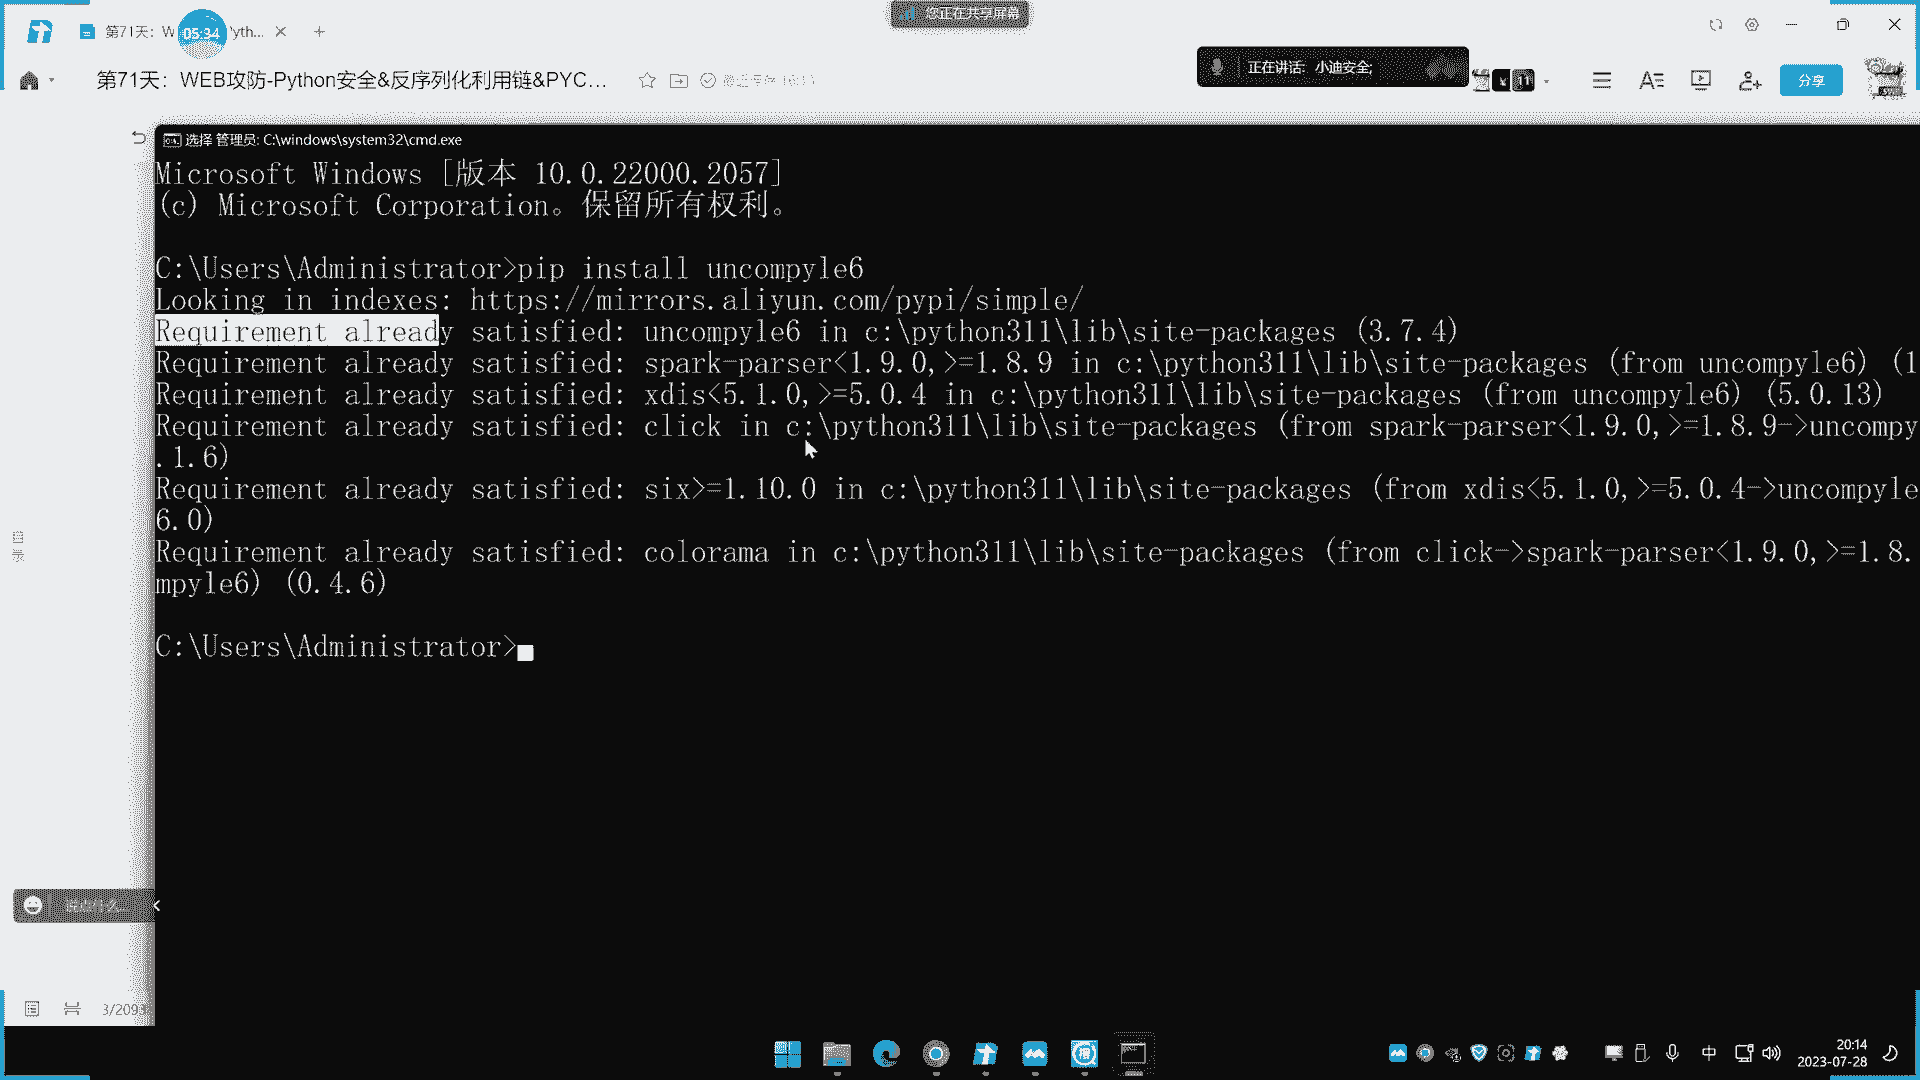 您正在共享屏幕
第71天：W
05:34
'yth...
第71天：WEB攻防-Python安全&反序列化利用链&PYC...
正在讲话: 小迪安全;
分享
选择 管理员: C:\windows\system32\cmd.exe
Microsoft Windows [版本 10.0.22000.2057]
(c) Microsoft Corporation。保留所有权利。
C:\Users\Administrator>pip install uncompyle6
Looking in indexes: https://mirrors.aliyun.com/pypi/simple/
Requirement already satisfied: uncompyle6 in c:\python311\lib\site-packages (3.7.4)
Requirement already satisfied: spark-parser<1.9.0,>=1.8.9 in c:\python311\lib\site-packages (from uncompyle6) (1
Requirement already satisfied: xdis<5.1.0,>=5.0.4 in c:\python311\lib\site-packages (from uncompyle6) (5.0.13)
Requirement already satisfied: click in c:\python311\lib\site-packages (from spark-parser<1.9.0,>=1.8.9->uncompy
.1.6)
Requirement already satisfied: six>=1.10.0 in c:\python311\lib\site-packages (from xdis<5.1.0,>=5.0.4->uncompyle
6.0)
Requirement already satisfied: colorama in c:\python311\lib\site-packages (from click->spark-parser<1.9.0,>=1.8.
mpyle6) (0.4.6)
C:\Users\Administrator>
说点什么...
3/2093
中
20:14
2023-07-28